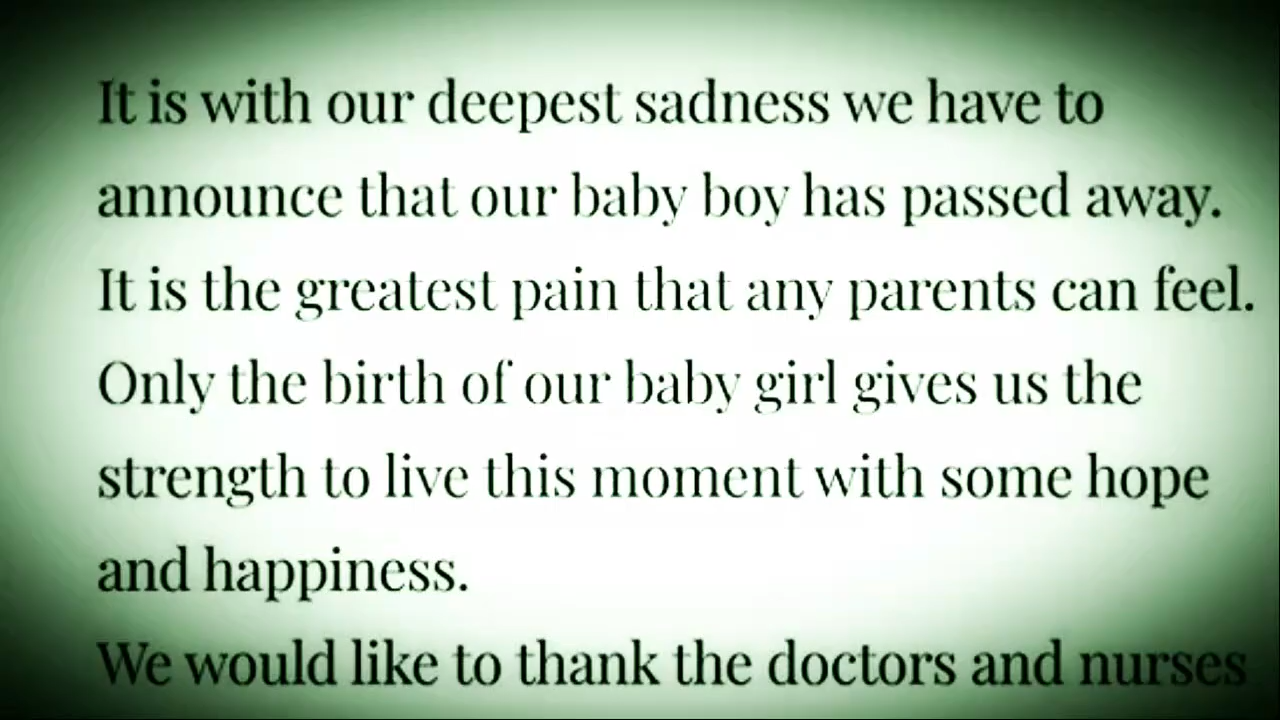 It is with our deepest sadness we have to
announce that our baby boy has passed away.
It is the greatest pain that any parents can feel.
Only the birth of our baby girl gives us the
strength to live this moment with some hope
and happiness.
We would like to thank the doctors and nurses